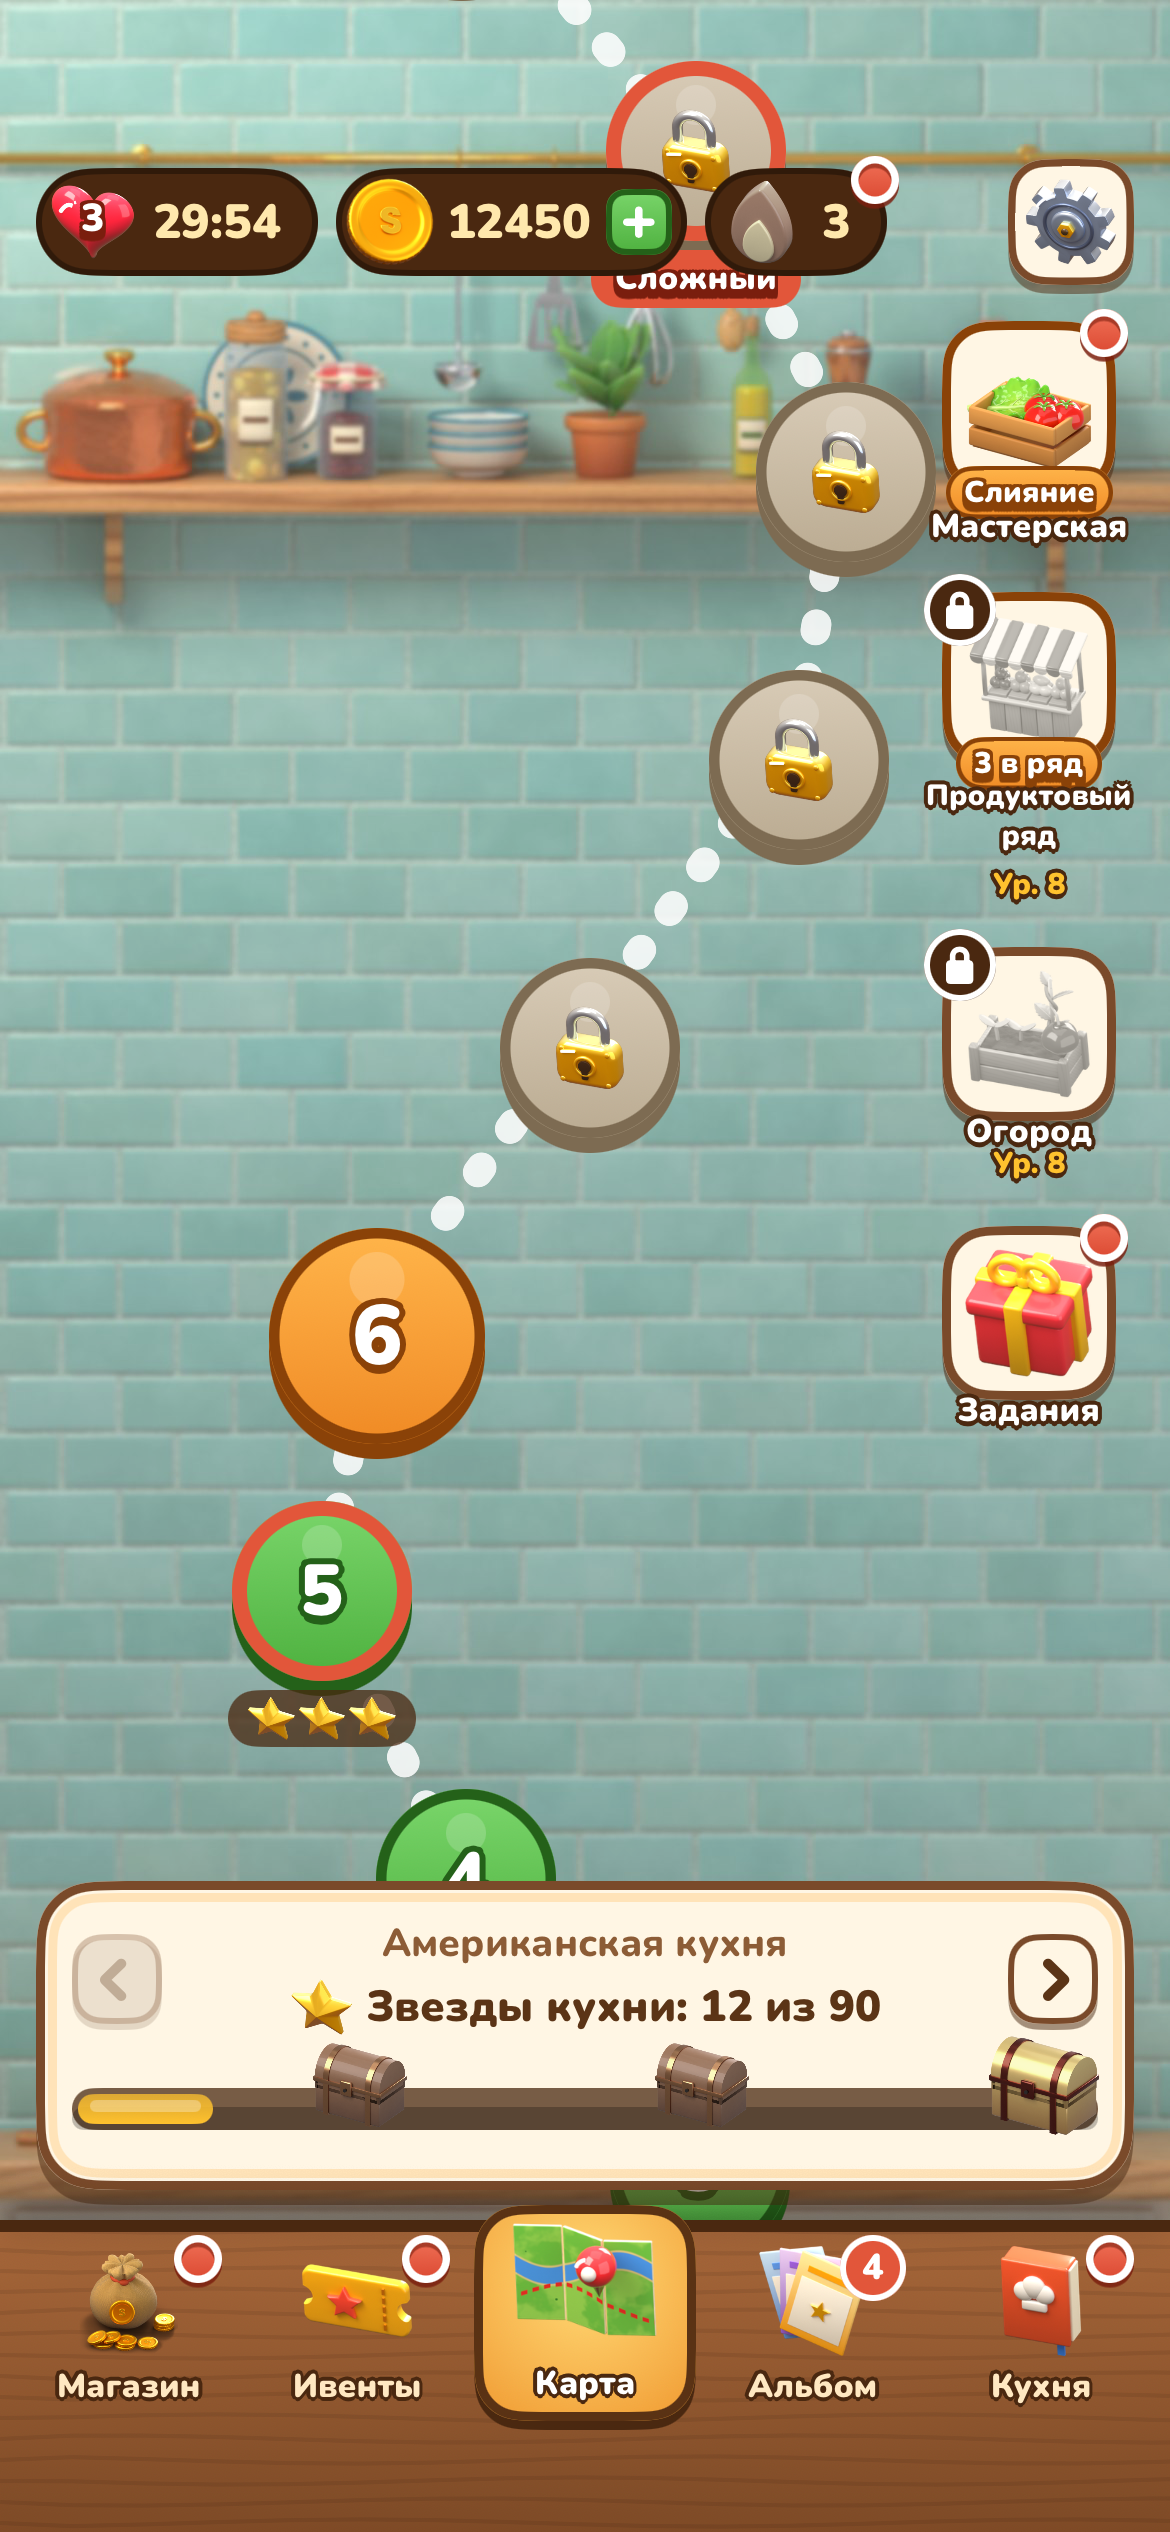 3 29:54 12450 3
Сложный
Слияние
Мастерская
3 в ряд
Продуктовый
ряд
Ур. 8
Огород
Ур. 8
6
Задания
5
4
Американская кухня
Звезды кухни: 12 из 90
4
Магазин Ивенты Карта Альбом Кухня